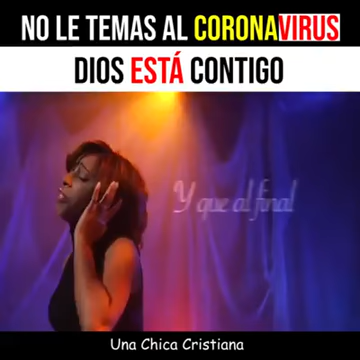 NO LE TEMAS AL CORONAVIRUS
DIOS ESTÁ CONTIGO
Y que al final
Una Chica Cristiana